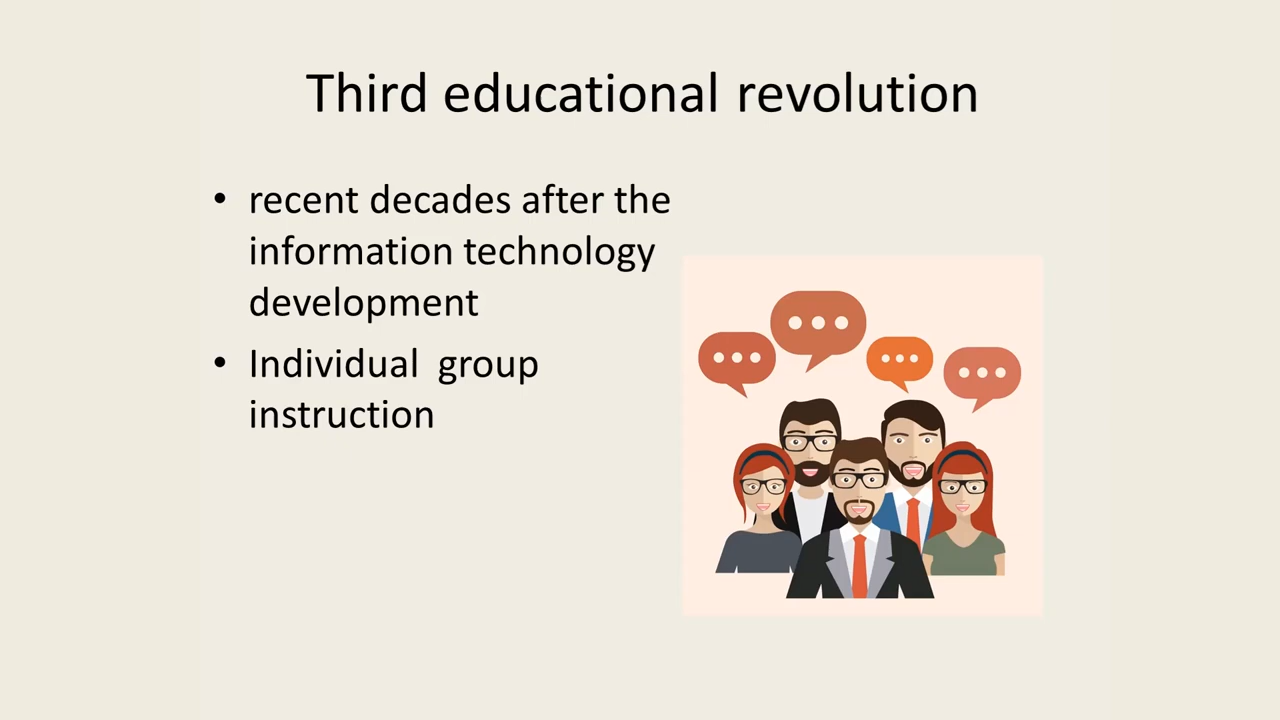 Third educational revolution
• recent decades after the
information technology
development
• Individual  group
instruction